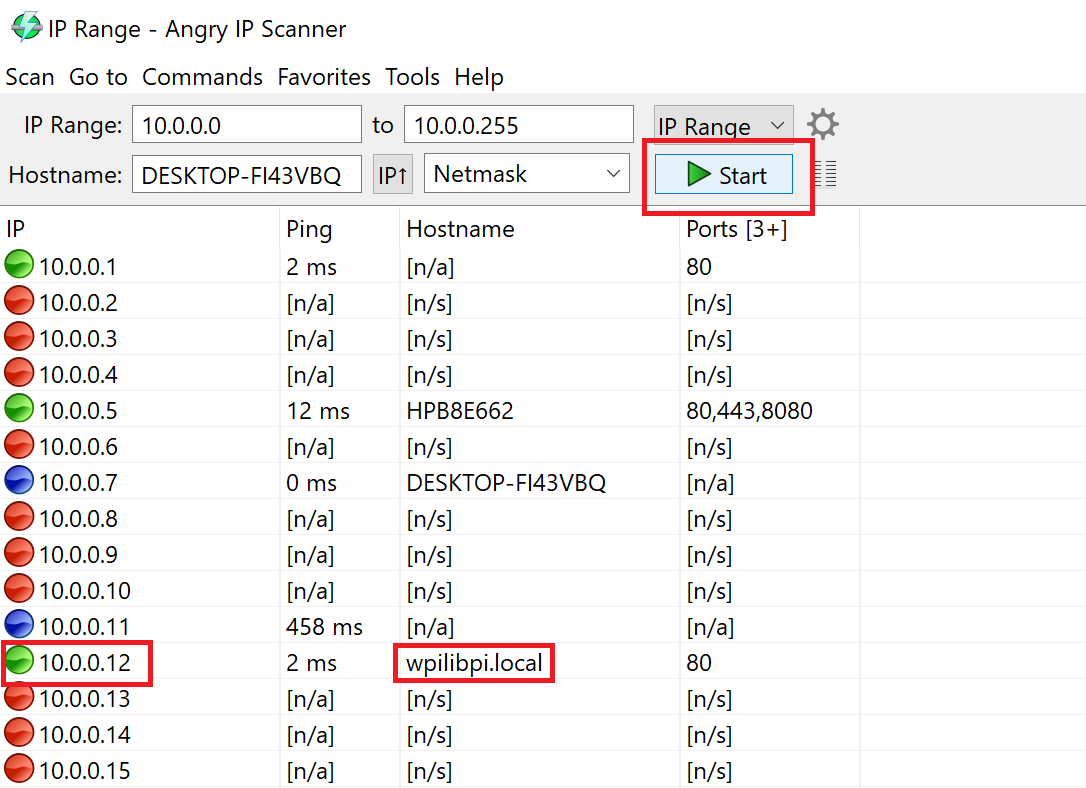 IP Range - Angry IP Scanner
Scan Go to Commands Favorites Tools Help
IP Range: 10.0.0.0 to 10.0.0.255 IP Range
Hostname: DESKTOP-FI43VBQ IP↑ Netmask Start
IP Ping Hostname Ports [3+]
10.0.0.1 2 ms [n/a] 80
10.0.0.2 [n/a] [n/s] [n/s]
10.0.0.3 [n/a] [n/s] [n/s]
10.0.0.4 [n/a] [n/s] [n/s]
10.0.0.5 12 ms HPB8E662 80,443,8080
10.0.0.6 [n/a] [n/s] [n/s]
10.0.0.7 0 ms DESKTOP-FI43VBQ [n/a]
10.0.0.8 [n/a] [n/s] [n/s]
10.0.0.9 [n/a] [n/s] [n/s]
10.0.0.10 [n/a] [n/s] [n/s]
10.0.0.11 458 ms [n/a] [n/a]
10.0.0.12 2 ms wpilibpi.local 80
10.0.0.13 [n/a] [n/s] [n/s]
10.0.0.14 [n/a] [n/s] [n/s]
10.0.0.15 [n/a] [n/s] [n/s]